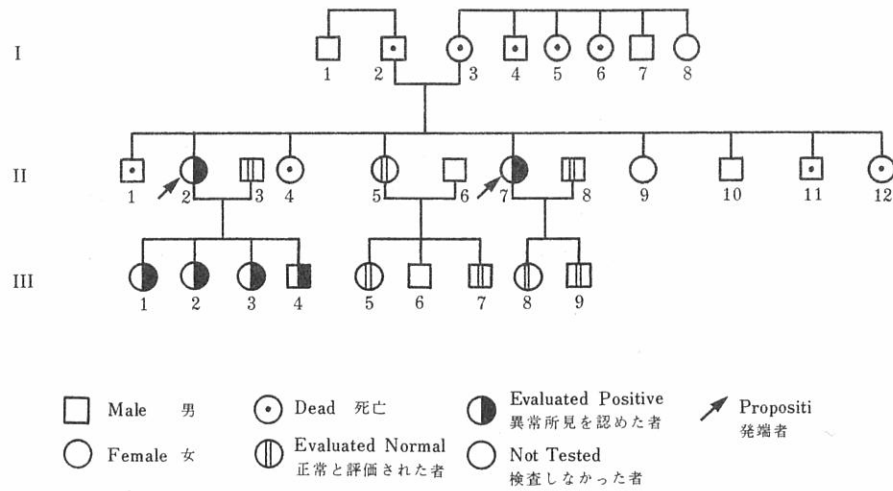 I
1 2 3 4 5 6 7 8
II
1 2 3 4 5 6 7 8 9 10 11 12
III
1 2 3 4 5 6 7 8 9
Male 男
Dead 死亡
Evaluated Positive
異常所見を認めた者
Propositi
発端者
Female 女
Evaluated Normal
正常と評価された者
Not Tested
検査しなかった者